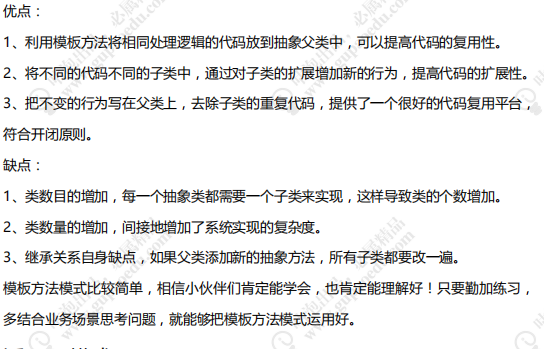 优点：
1、利用模板方法将相同处理逻辑的代码放到抽象父类中，可以提高代码的复用性。
2、将不同的代码不同的子类中，通过对子类的扩展增加新的行为，提高代码的扩展性。
3、把不变的行为写在父类上，去除子类的重复代码，提供了一个很好的代码复用平台，
符合开闭原则。
缺点：
1、类数目的增加，每一个抽象类都需要一个子类来实现，这样导致类的个数增加。
2、类数量的增加，间接地增加了系统实现的复杂度。
3、继承关系自身缺点，如果父类添加新的抽象方法，所有子类都要改一遍。
模板方法模式比较简单，相信小伙伴们肯定能学会，也肯定能理解好！只要勤加练习，
多结合业务场景思考问题，就能够把模板方法模式运用好。